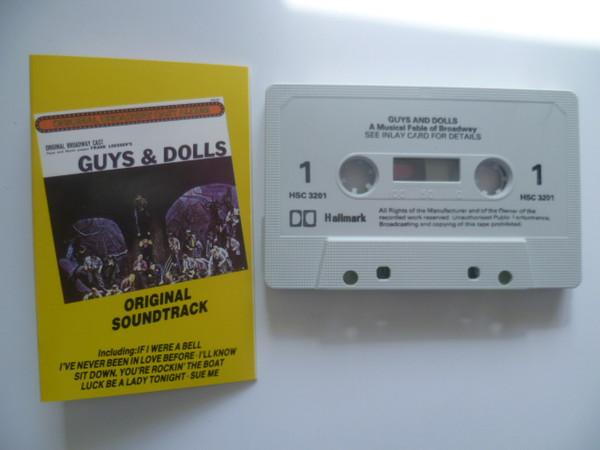 ORIGINAL BROADWAY CAST
FRANK LOESSER'S
GUYS & DOLLS
ORIGINAL
SOUNDTRACK
Including: IF I WERE A BELL
I'VE NEVER BEEN IN LOVE BEFORE · I'LL KNOW
SIT DOWN, YOU'RE ROCKIN' THE BOAT
LUCK BE A LADY TONIGHT · SUE ME
GUYS AND DOLLS
A Musical Fable of Broadway
SEE INLAY CARD FOR DETAILS
1
1
HSC 3201
HSC 3201
Hallmark
All Rights of the Manufacturer and of the Owner of the
recorded work reserved. Unauthorised Public Performance,
Broadcasting and copying of this tape prohibited.